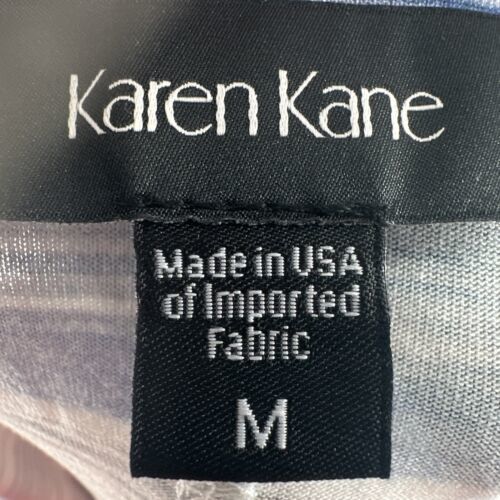 Karen Kane
Made in USA
of Imported
Fabric
M